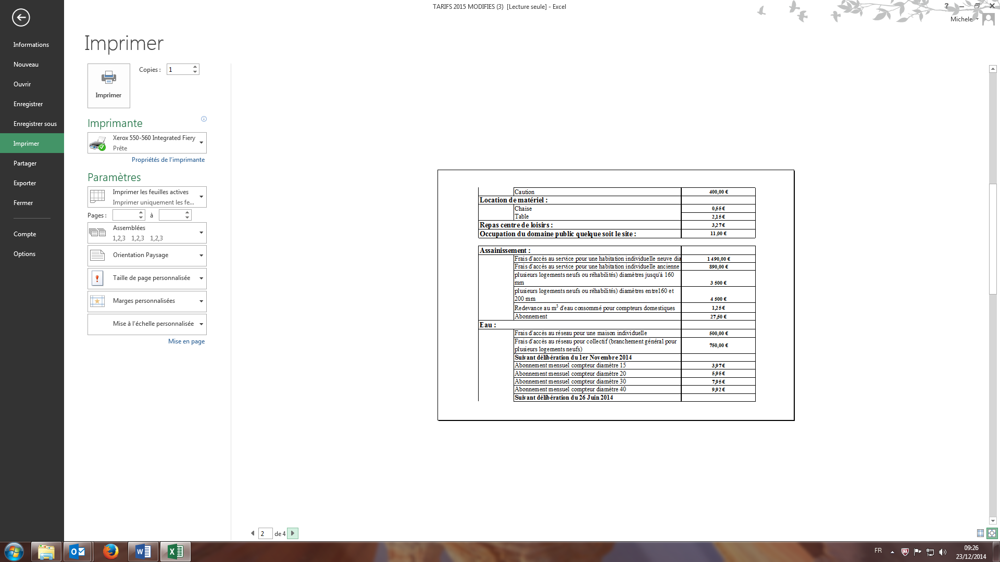 TARIFS 2015 MODIFIES (3)  [Lecture seule] - Excel
?
Michele
Informations
Nouveau
Ouvrir
Enregistrer
Enregistrer sous
Imprimer
Partager
Exporter
Fermer
Compte
Options
Imprimer
Imprimer
Copies : 1
Imprimante
Xerox 550-560 Integrated Fiery
Prête
Propriétés de l'imprimante
Paramètres
Imprimer les feuilles actives
Imprimer uniquement les fe...
Pages : à
Assemblées
1,2,3 1,2,3 1,2,3
Orientation Paysage
Taille de page personnalisée
Marges personnalisées
Mise à l'échelle personnalisée
Mise en page
Caution 400,00 €
Location de matériel :
Chaise 0,55 €
Table 2,15 €
Repas centre de loisirs : 3,27 €
Occupation du domaine public quelque soit le site : 11,00 €
Assainissement :
Frais d'accès au service pour une habitation individuelle neuve dia 1 490,00 €
Frais d'accès au service pour une habitation individuelle ancienne 890,00 €
plusieurs logements neufs ou réhabilités) diamètres jusqu'à 160
mm 3 500 €
plusieurs logements neufs ou réhabilités) diamètres entre160 et
200 mm 4 500 €
Redevance au m³ d'eau consommé pour compteurs domestiques 1,25 €
Abonnement 27,50 €
Eau :
Frais d'accès au réseau pour une maison individuelle 500,00 €
Frais d'accès au réseau pour collectif (branchement général pour
plusieurs logements neufs) 750,00 €
Suivant délibération du 1er Novembre 2014
Abonnement mensuel compteur diamètre 15 3,97 €
Abonnement mensuel compteur diamètre 20 5,95 €
Abonnement mensuel compteur diamètre 30 7,95 €
Abonnement mensuel compteur diamètre 40 9,92 €
Suivant délibération du 26 Juin 2014
2 de 4
FR
09:26
23/12/2014